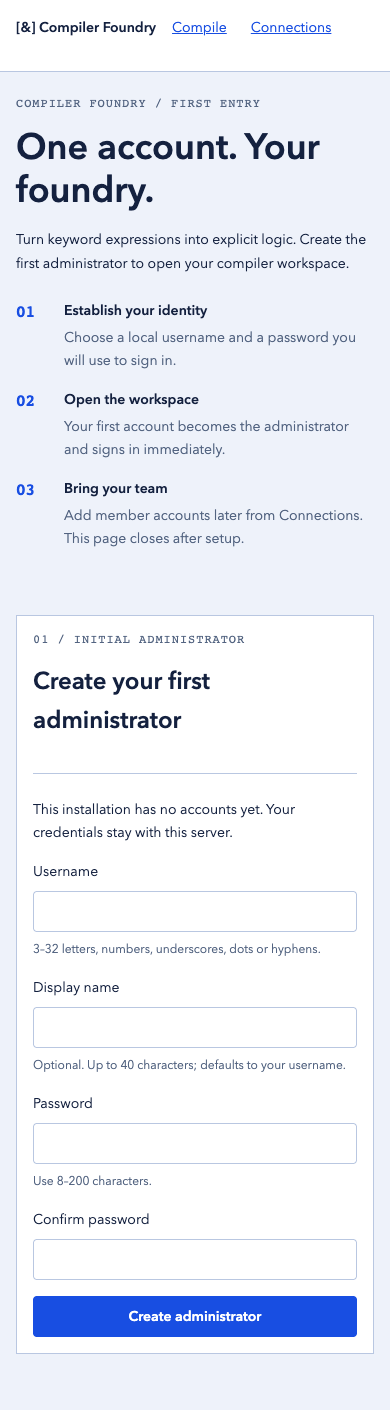 [&] Compiler Foundry Compile Connections
COMPILER FOUNDRY / FIRST ENTRY
One account. Your
foundry.
Turn keyword expressions into explicit logic. Create the
first administrator to open your compiler workspace.
01 Establish your identity
Choose a local username and a password you
will use to sign in.
02 Open the workspace
Your first account becomes the administrator
and signs in immediately.
03 Bring your team
Add member accounts later from Connections.
This page closes after setup.
01 / INITIAL ADMINISTRATOR
Create your first
administrator
This installation has no accounts yet. Your
credentials stay with this server.
Username
3–32 letters, numbers, underscores, dots or hyphens.
Display name
Optional. Up to 40 characters; defaults to your username.
Password
Use 8–200 characters.
Confirm password
Create administrator